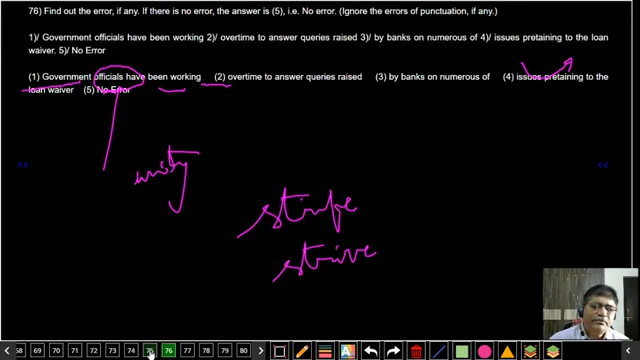 76) Find out the error, if any. If there is no error, the answer is (5), i.e. No error. (Ignore the errors of punctuation, if any.)
1)/ Government officials have been working 2)/ overtime to answer queries raised 3)/ by banks on numerous of 4)/ issues pretaining to the loan
waiver. 5)/ No Error
(1) Government officials have been working (2) overtime to answer queries raised (3) by banks on numerous of (4) issues pretaining to the
loan waiver (5) No Error
strife
strive
68 69 70 71 72 73 74 75 76 77 78 79 80